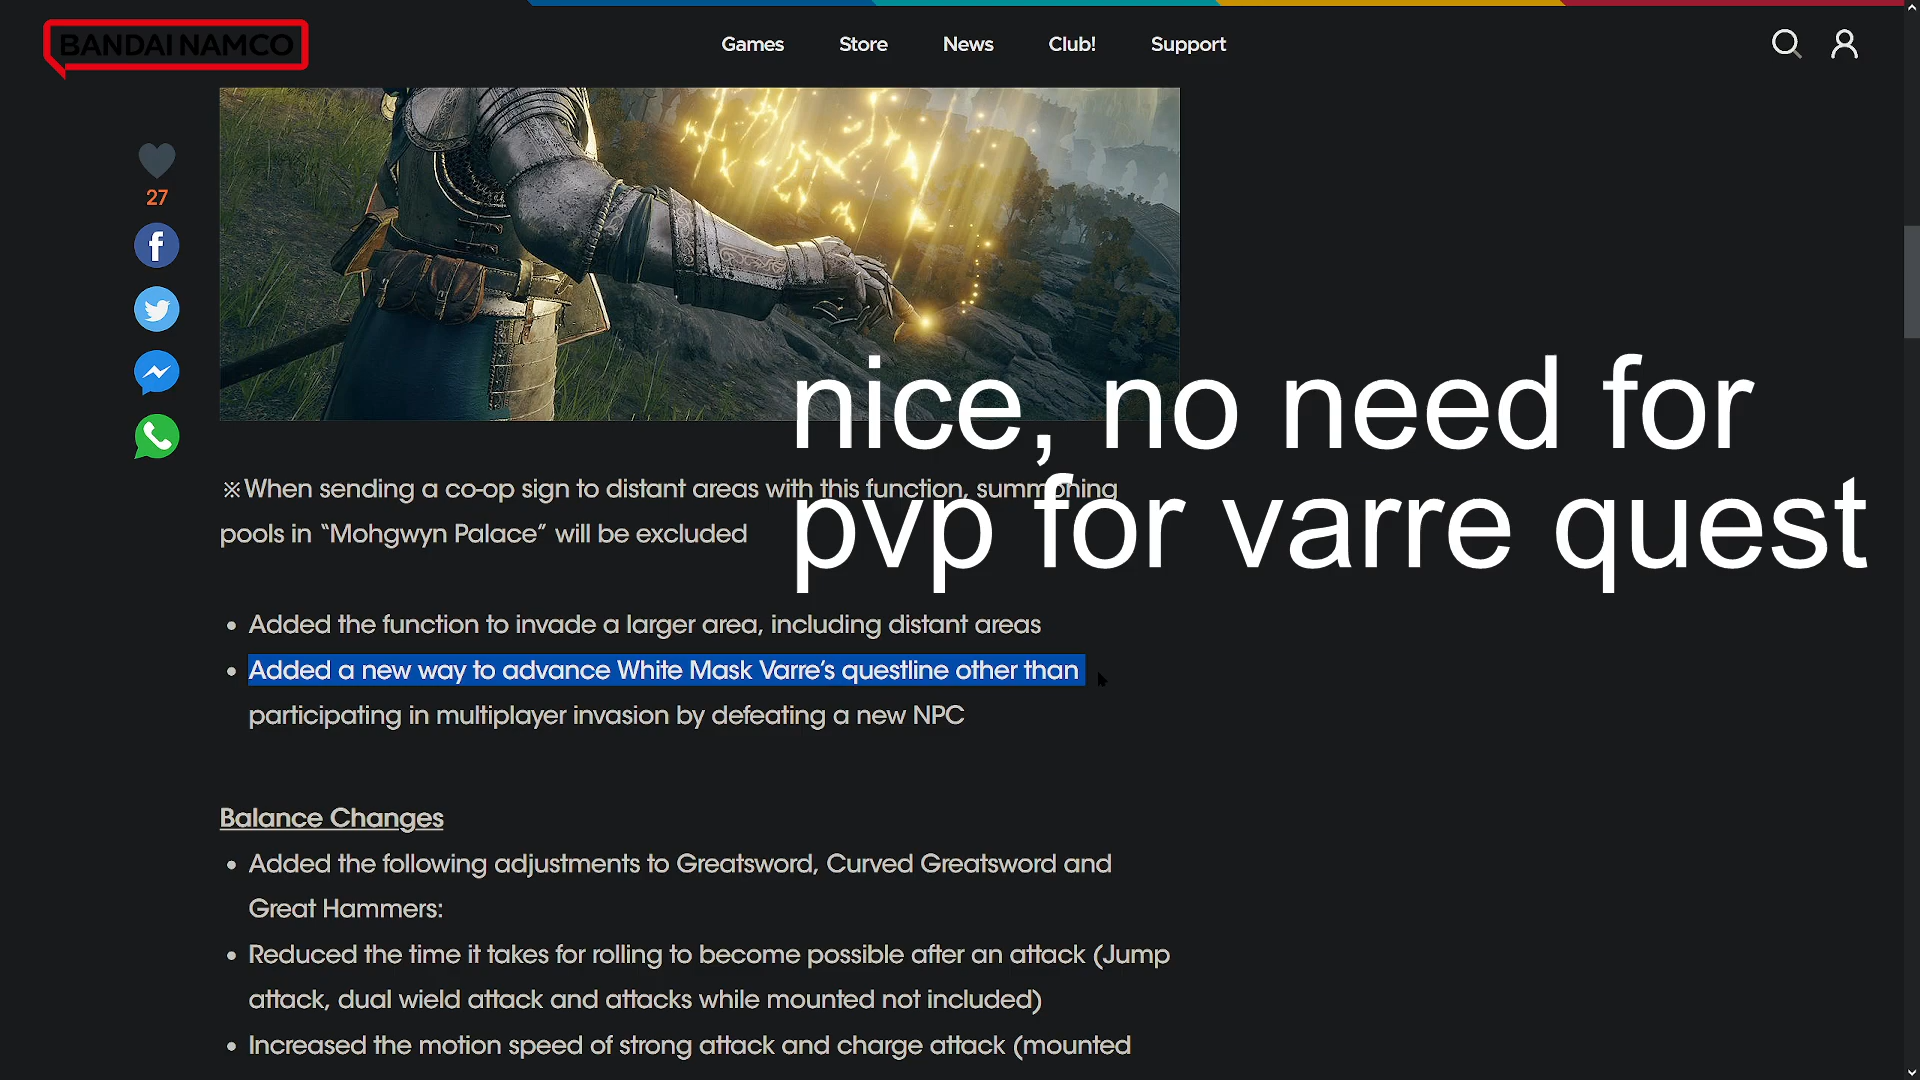 BANDAI NAMCO
Games
Store
News
Club!
Support
27
nice, no need for
pvp for varre quest
※When sending a co-op sign to distant areas with this function, summoning
pools in “Mohgwyn Palace” will be excluded
• Added the function to invade a larger area, including distant areas
• Added a new way to advance White Mask Varre’s questline other than
participating in multiplayer invasion by defeating a new NPC
Balance Changes
• Added the following adjustments to Greatsword, Curved Greatsword and
Great Hammers:
• Reduced the time it takes for rolling to become possible after an attack (Jump
attack, dual wield attack and attacks while mounted not included)
• Increased the motion speed of strong attack and charge attack (mounted